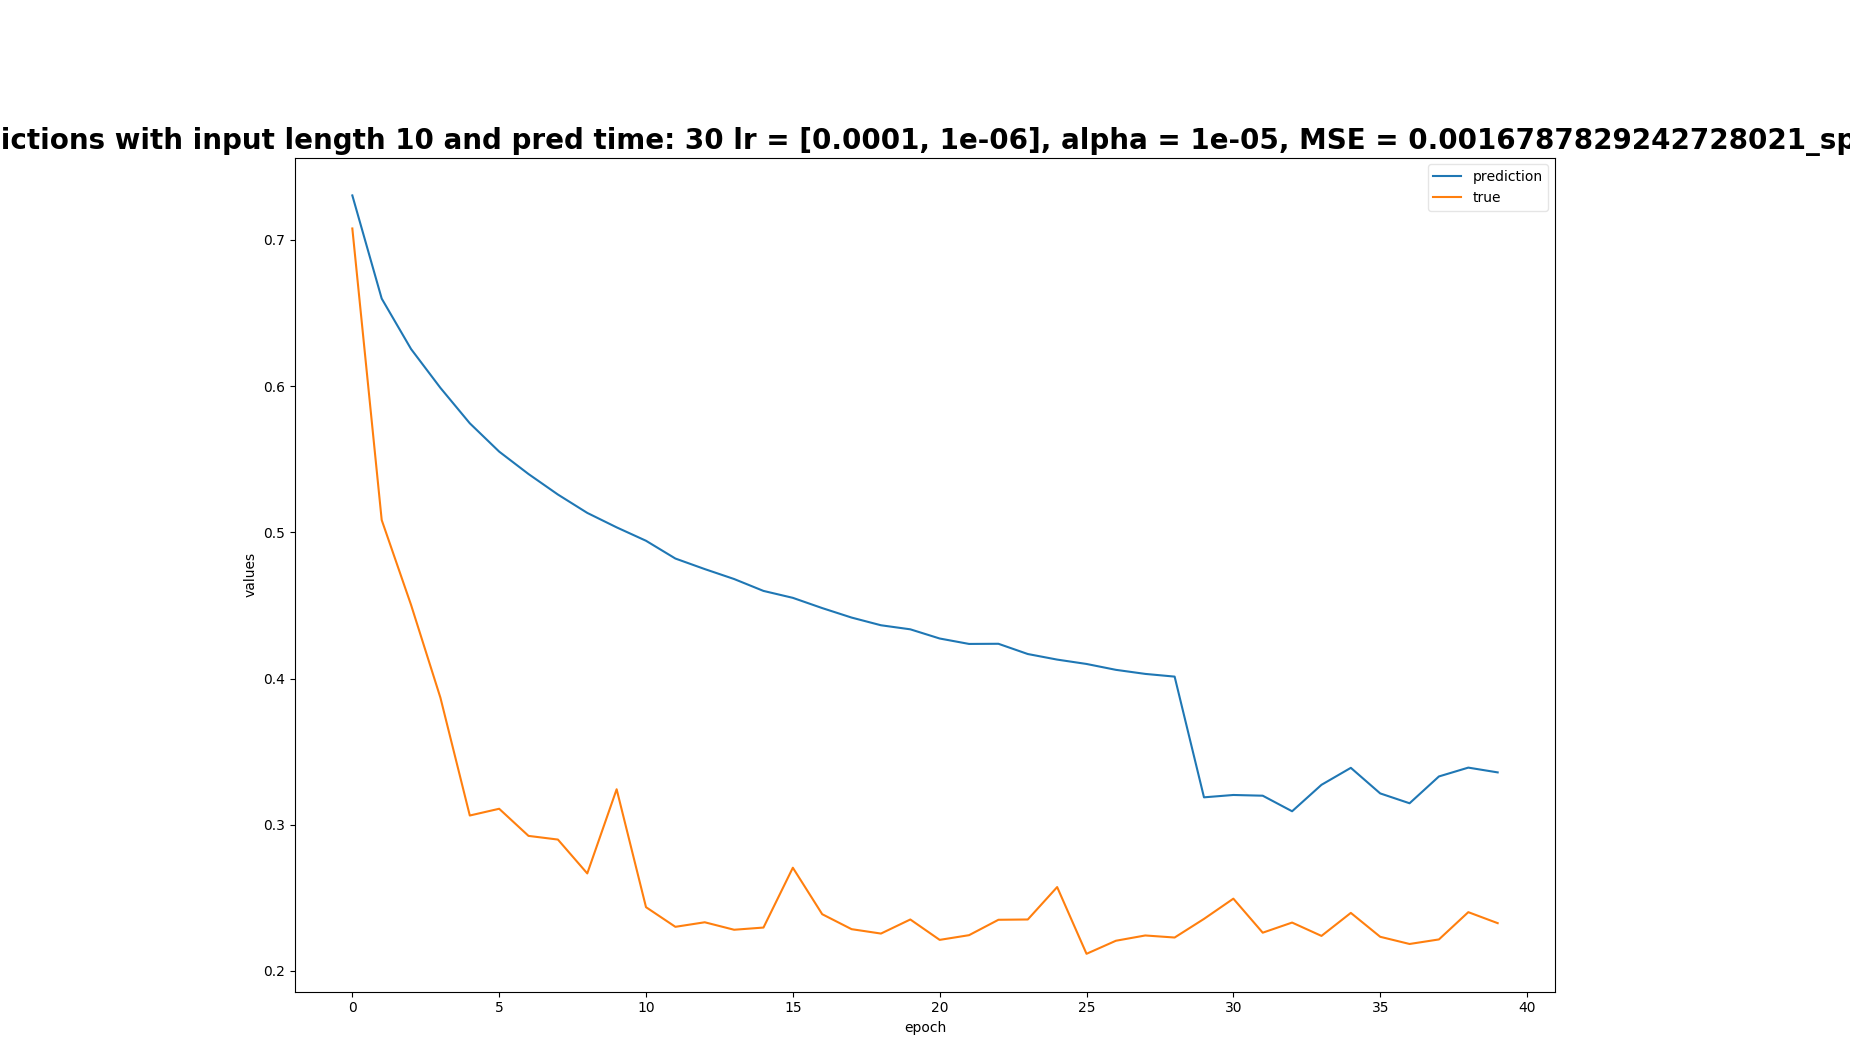 ictions with input length 10 and pred time: 30 lr = [0.0001, 1e-06], alpha = 1e-05, MSE = 0.0016787829242728021_sp
prediction
true
0.7
0.6
0.5
0.4
0.3
0.2
values
0 5 10 15 20 25 30 35 40
epoch